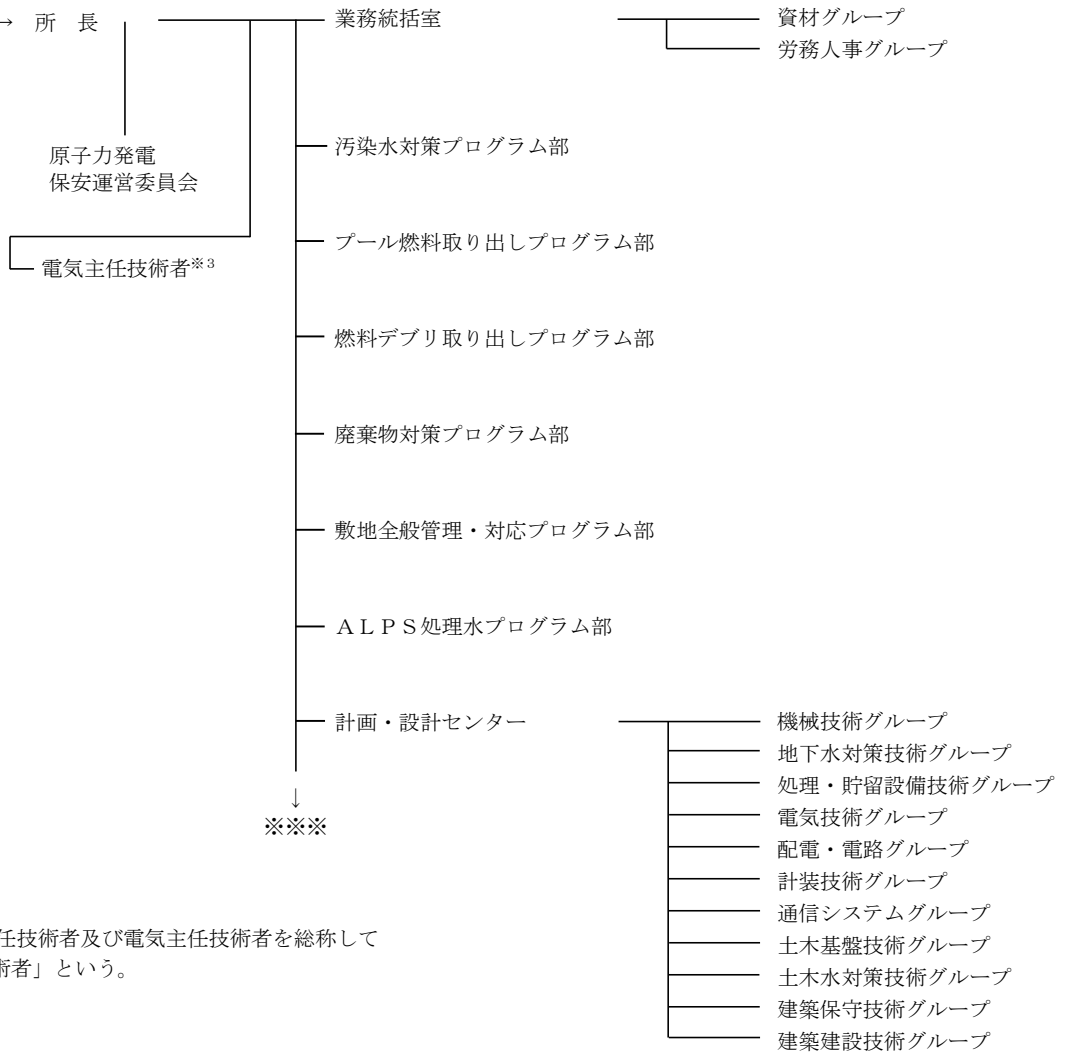 → 所 長
業務統括室
資材グループ
労務人事グループ
原子力発電
保安運営委員会
電気主任技術者※3
汚染水対策プログラム部
プール燃料取り出しプログラム部
燃料デブリ取り出しプログラム部
廃棄物対策プログラム部
敷地全般管理・対応プログラム部
ALPS処理水プログラム部
計画・設計センター
機械技術グループ
地下水対策技術グループ
処理・貯留設備技術グループ
電気技術グループ
配電・電路グループ
計装技術グループ
通信システムグループ
土木基盤技術グループ
土木水対策技術グループ
建築保守技術グループ
建築建設技術グループ
↓
※※※
任技術者及び電気主任技術者を総称して
術者」という。